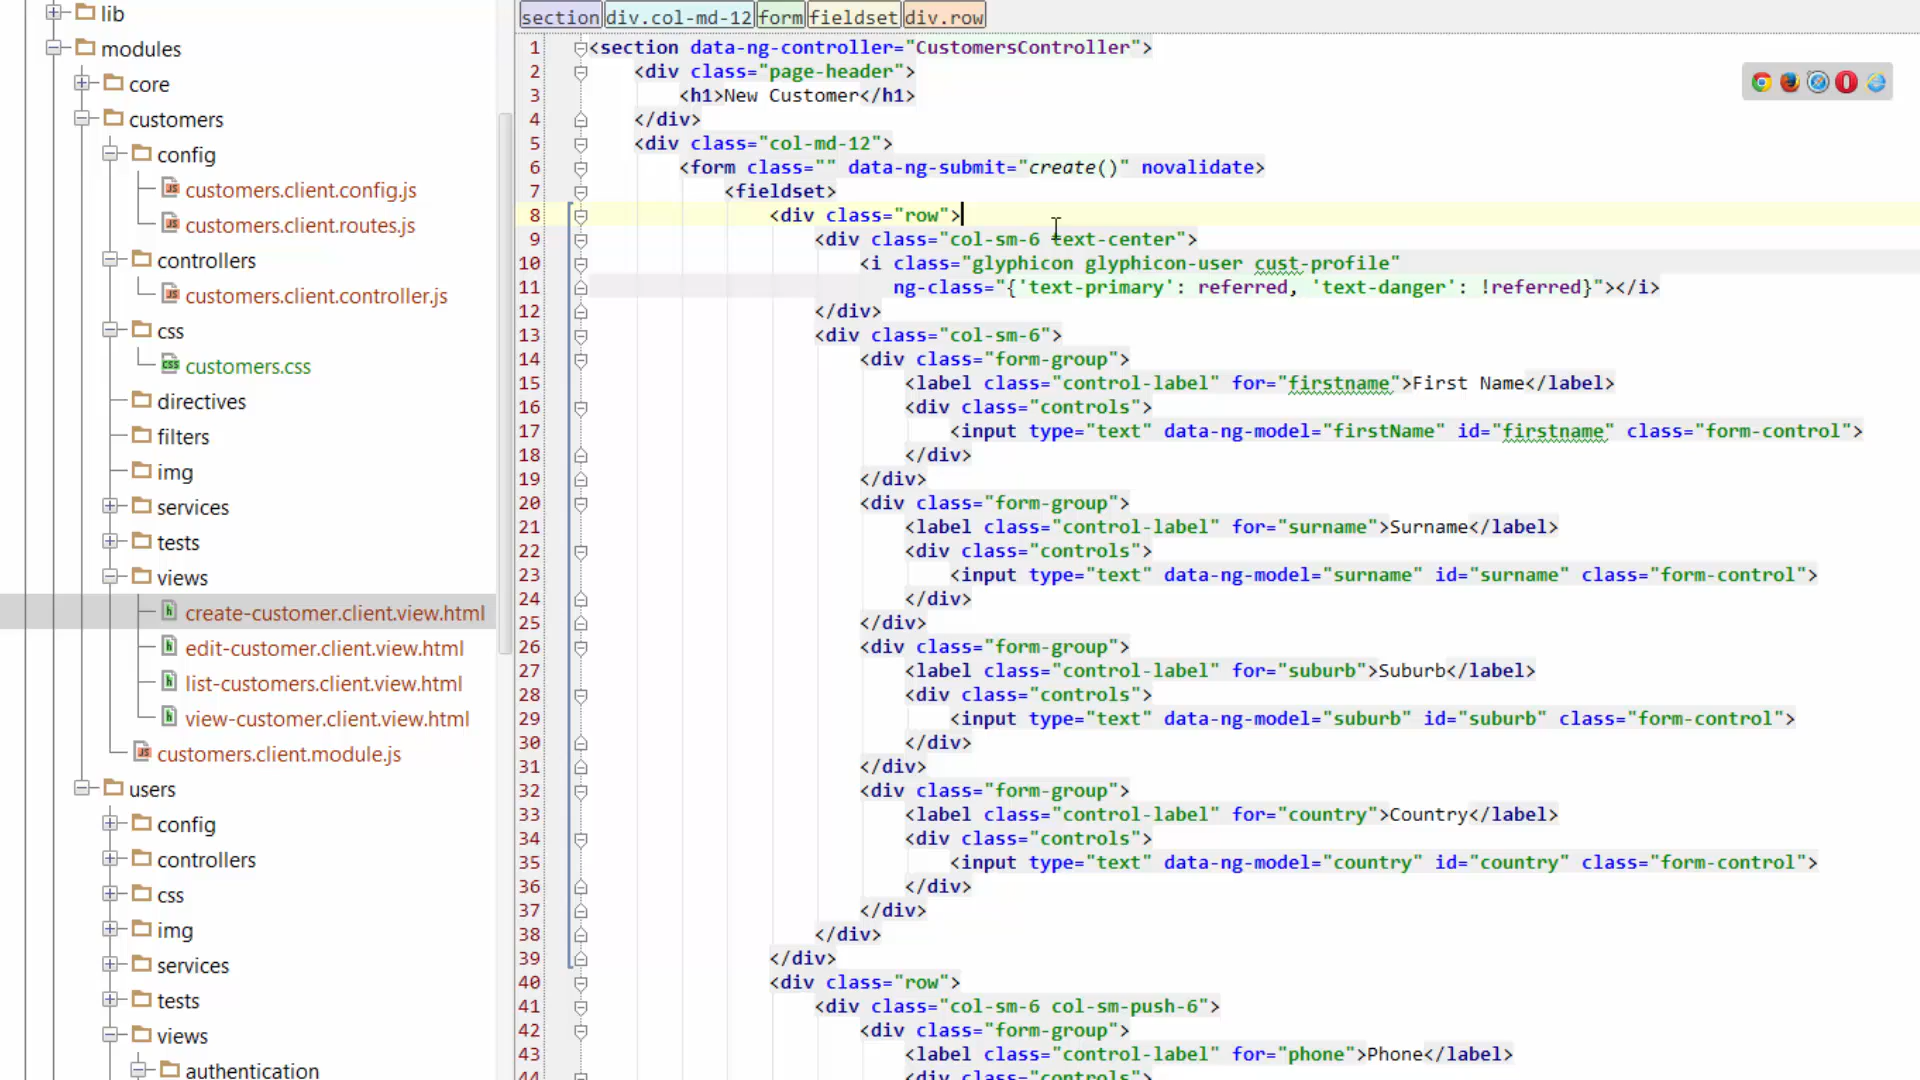 lib
modules
core
customers
config
customers.client.config.js
customers.client.routes.js
controllers
customers.client.controller.js
css
customers.css
directives
filters
img
services
tests
views
create-customer.client.view.html
edit-customer.client.view.html
list-customers.client.view.html
view-customer.client.view.html
customers.client.module.js
users
config
controllers
css
img
services
tests
views
authentication
section div.col-md-12 form fieldset div.row
1 <section data-ng-controller="CustomersController">
2 <div class="page-header">
3 <h1>New Customer</h1>
4 </div>
5 <div class="col-md-12">
6 <form class="" data-ng-submit="create()" novalidate>
7 <fieldset>
8 <div class="row">
9 <div class="col-sm-6 text-center">
10 <i class="glyphicon glyphicon-user cust-profile"
11 ng-class="{'text-primary': referred, 'text-danger': !referred}"></i>
12 </div>
13 <div class="col-sm-6">
14 <div class="form-group">
15 <label class="control-label" for="firstname">First Name</label>
16 <div class="controls">
17 <input type="text" data-ng-model="firstName" id="firstname" class="form-control">
18 </div>
19 </div>
20 <div class="form-group">
21 <label class="control-label" for="surname">Surname</label>
22 <div class="controls">
23 <input type="text" data-ng-model="surname" id="surname" class="form-control">
24 </div>
25 </div>
26 <div class="form-group">
27 <label class="control-label" for="suburb">Suburb</label>
28 <div class="controls">
29 <input type="text" data-ng-model="suburb" id="suburb" class="form-control">
30 </div>
31 </div>
32 <div class="form-group">
33 <label class="control-label" for="country">Country</label>
34 <div class="controls">
35 <input type="text" data-ng-model="country" id="country" class="form-control">
36 </div>
37 </div>
38 </div>
39 </div>
40 <div class="row">
41 <div class="col-sm-6 col-sm-push-6">
42 <div class="form-group">
43 <label class="control-label" for="phone">Phone</label>
44 <div class="controls">